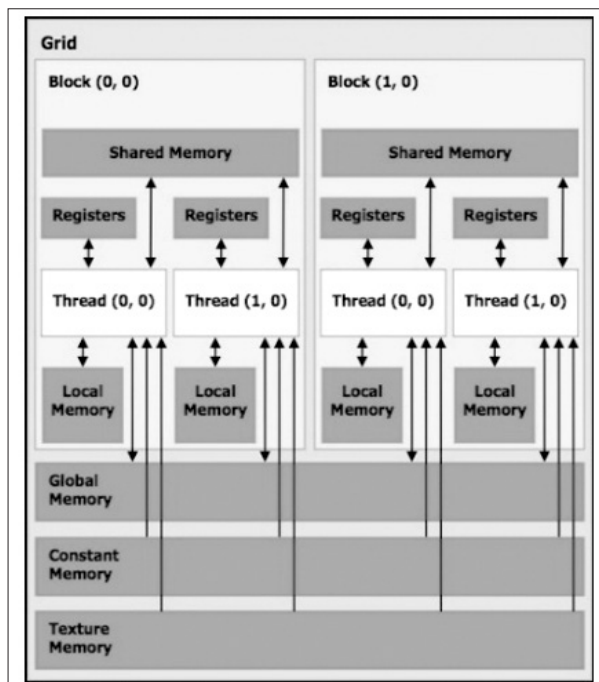 Grid
Block (0, 0)
Block (1, 0)
Shared Memory
Shared Memory
Registers
Registers
Registers
Registers
Thread (0, 0)
Thread (1, 0)
Thread (0, 0)
Thread (1, 0)
Local
Memory
Local
Memory
Local
Memory
Local
Memory
Global
Memory
Constant
Memory
Texture
Memory